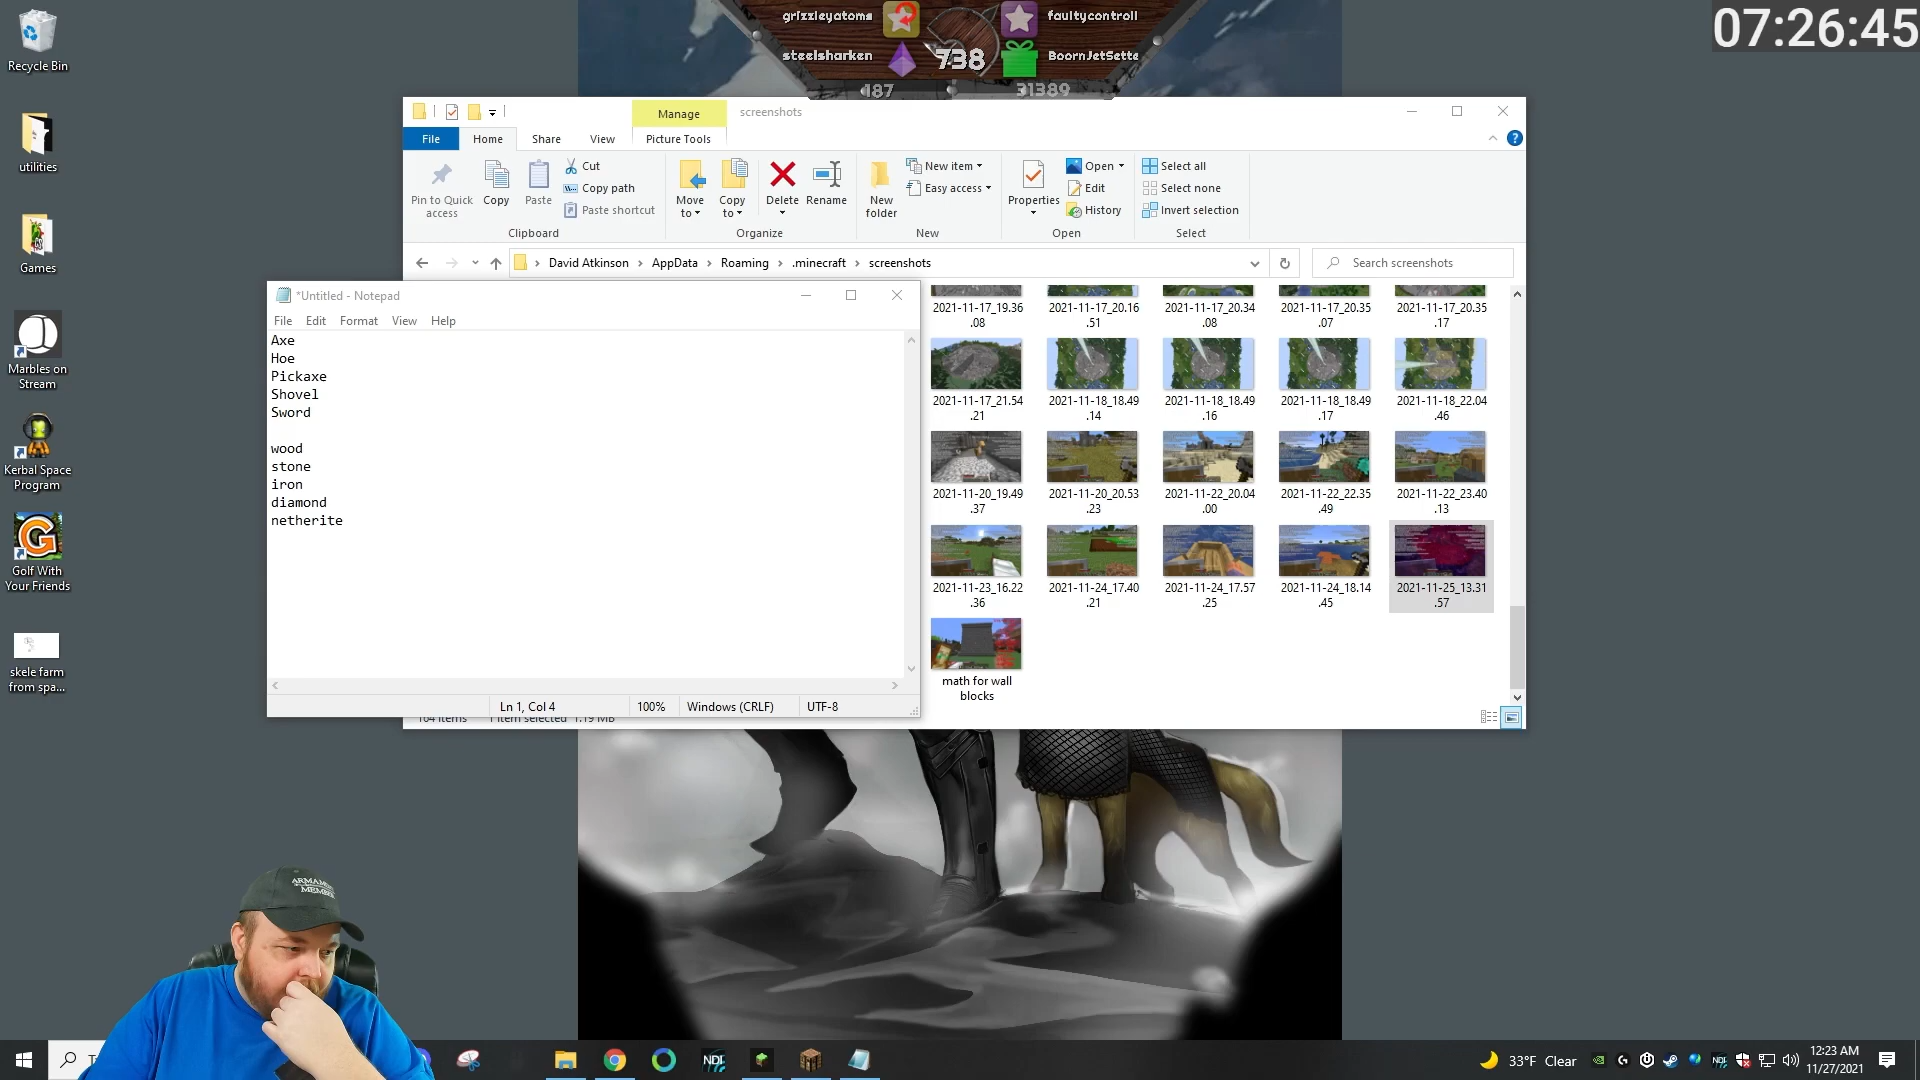 07:26:45
grizzleyatoms
faultycontroll
steelsharken
738
BoornJetSette
187
31389
Recycle Bin
utilities
Games
Marbles on
Stream
Kerbal Space
Program
Golf With
Your Friends
skele farm
from spa...
Manage
screenshots
File
Home
Share
View
Picture Tools
Pin to Quick
access
Copy
Paste
Cut
Copy path
Paste shortcut
Clipboard
Move
to
Copy
to
Delete
Rename
Organize
New
folder
New item
Easy access
New
Properties
Open
Edit
History
Open
Select all
Select none
Invert selection
Select
David Atkinson
AppData
Roaming
.minecraft
screenshots
Search screenshots
*Untitled - Notepad
File
Edit
Format
View
Help
Axe
Hoe
Pickaxe
Shovel
Sword
wood
stone
iron
diamond
netherite
Ln 1, Col 4
100%
Windows (CRLF)
UTF-8
2021-11-17_19.36
.08
2021-11-17_20.16
.51
2021-11-17_20.34
.08
2021-11-17_20.35
.07
2021-11-17_20.35
.17
2021-11-17_21.54
.21
2021-11-18_18.49
.14
2021-11-18_18.49
.16
2021-11-18_18.49
.17
2021-11-18_22.04
.46
2021-11-20_19.49
.37
2021-11-20_20.53
.23
2021-11-22_20.04
.00
2021-11-22_22.35
.49
2021-11-22_23.40
.13
2021-11-23_16.22
.36
2021-11-24_17.40
.21
2021-11-24_17.57
.25
2021-11-24_18.14
.45
2021-11-25_13.31
.57
math for wall
blocks
164 items
1 item selected 1.19 MB
ARMAMENT
MEMBER
NDI
33°F Clear
12:23 AM
11/27/2021